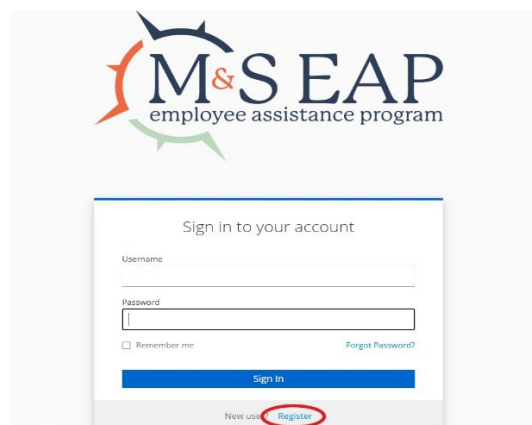 M&S EAP
employee assistance program
Sign in to your account
Username
Password
Remember me
Forgot Password?
Sign In
New user? Register